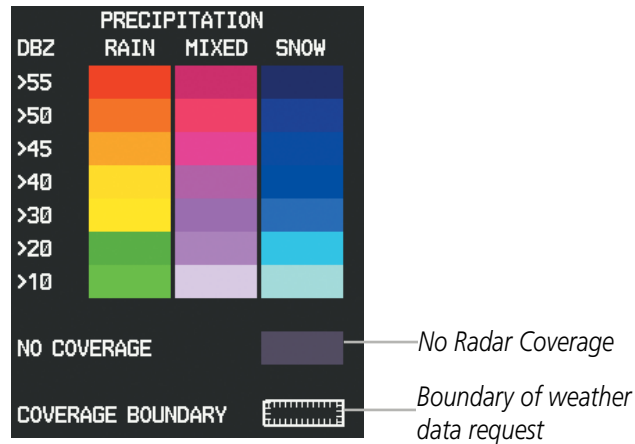 PRECIPITATION
DBZ RAIN MIXED SNOW
>55
>50
>45
>40
>30
>20
>10
NO COVERAGE
No Radar Coverage
COVERAGE BOUNDARY
Boundary of weather
data request